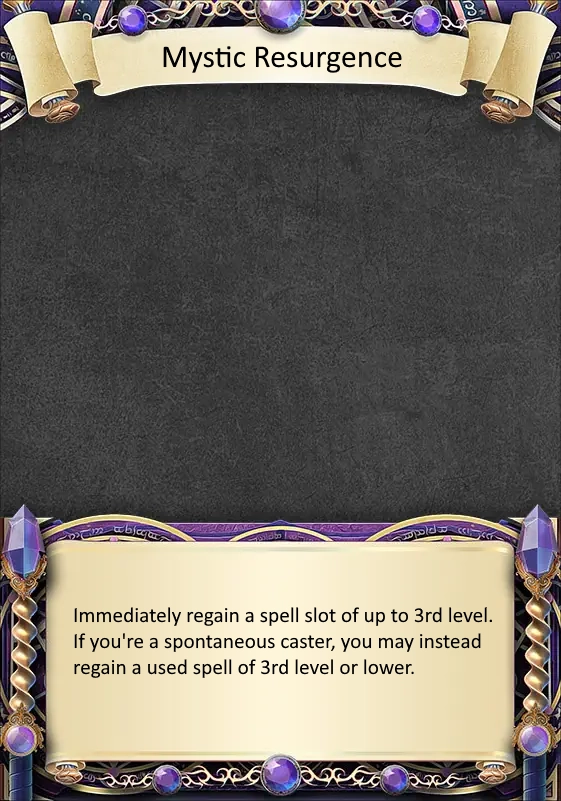 Mystic Resurgence
Immediately regain a spell slot of up to 3rd level.
If you're a spontaneous caster, you may instead
regain a used spell of 3rd level or lower.